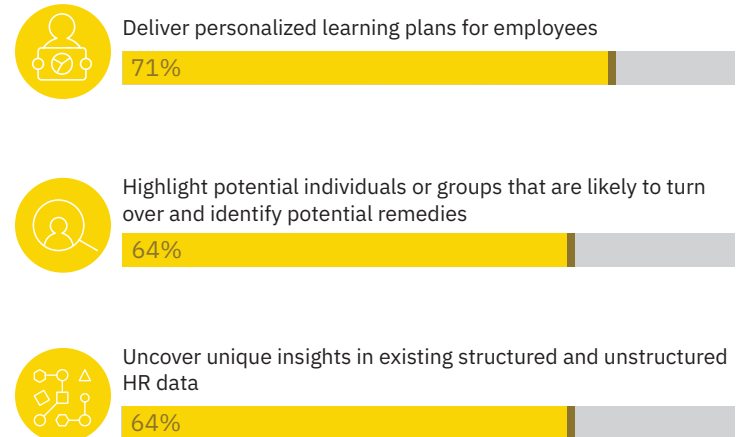 Deliver personalized learning plans for employees
71%
Highlight potential individuals or groups that are likely to turn
over and identify potential remedies
64%
Uncover unique insights in existing structured and unstructured
HR data
64%